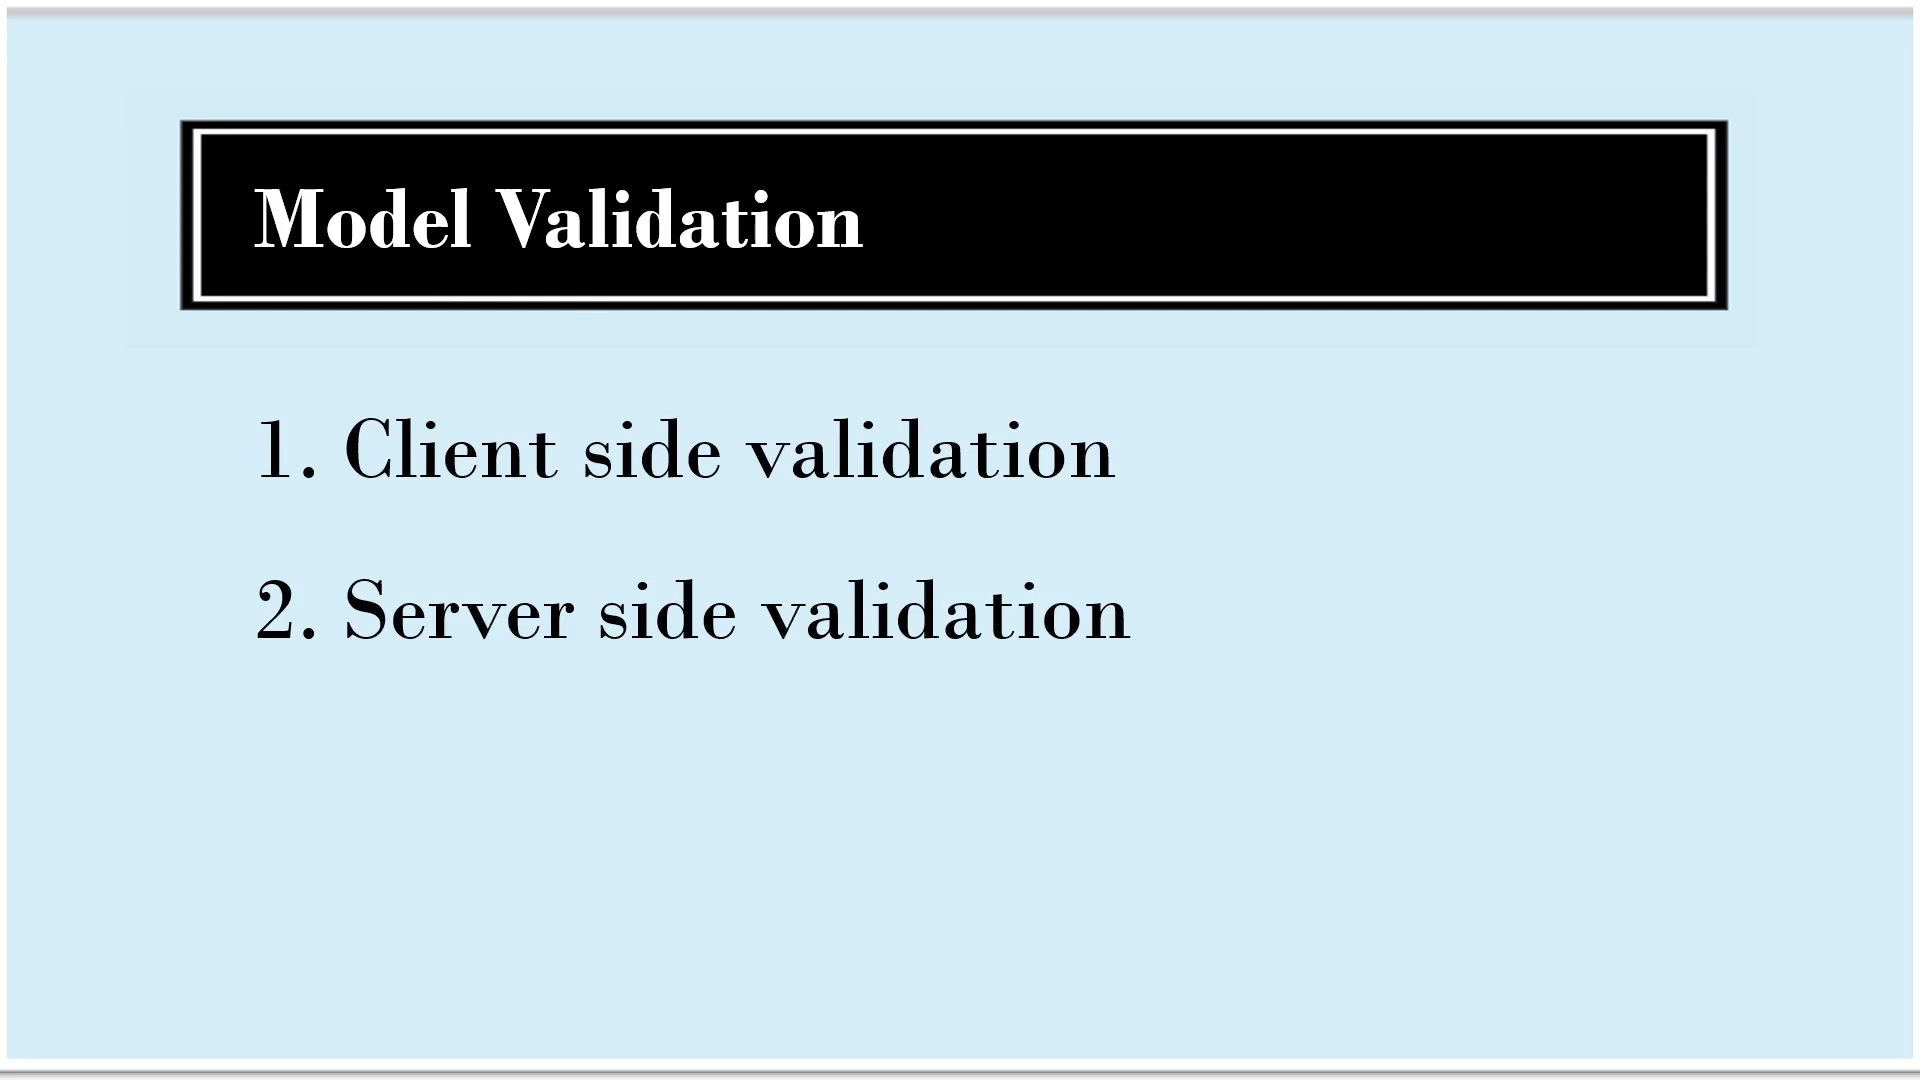 Model Validation
1. Client side validation
2. Server side validation